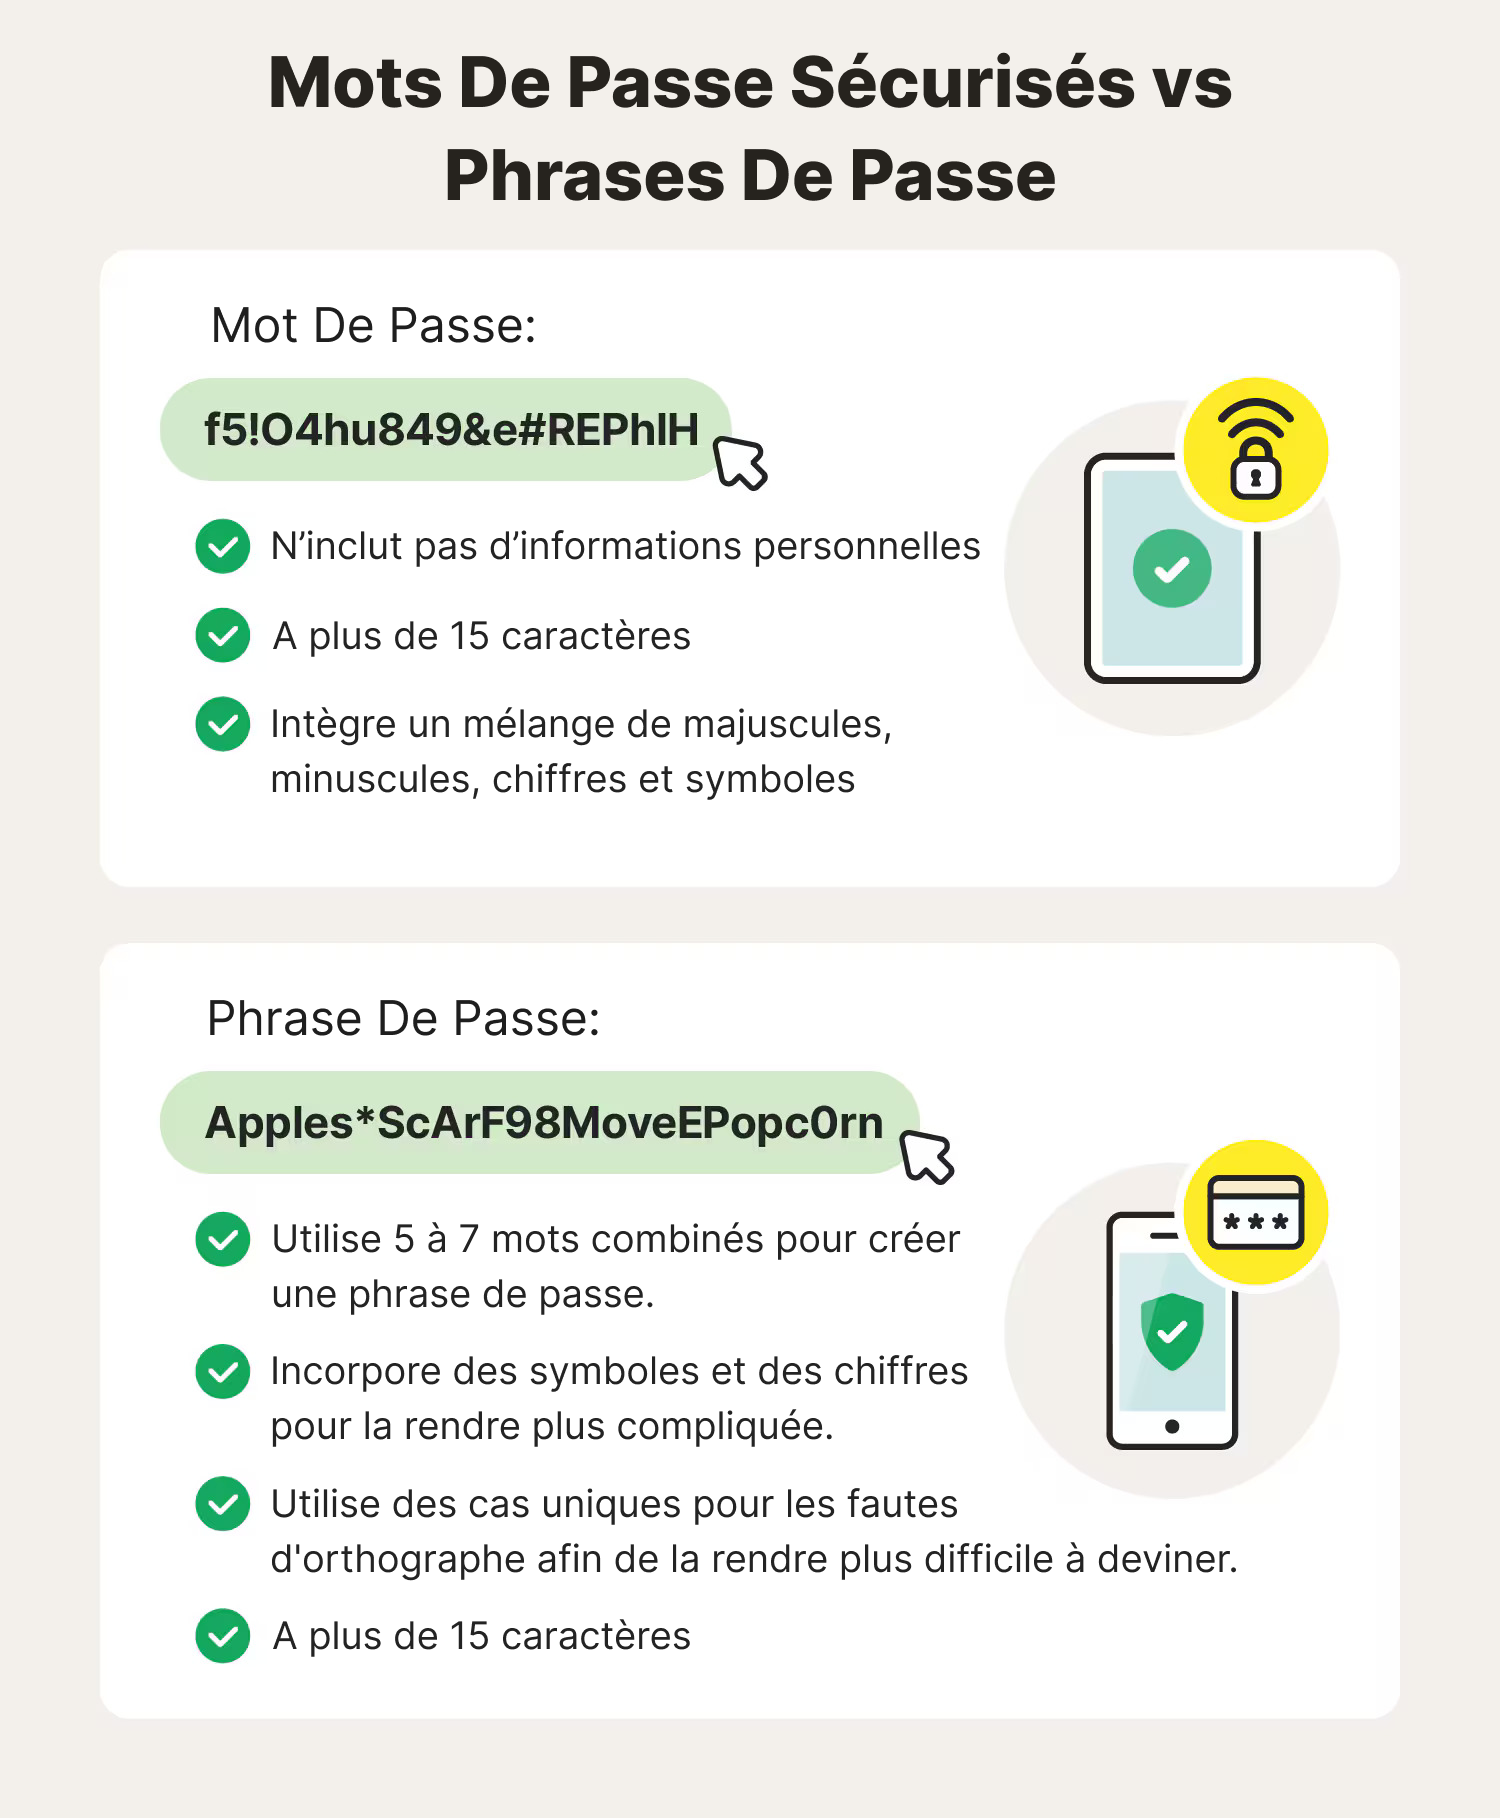 Mots De Passe Sécurisés vs
Phrases De Passe
Mot De Passe:
f5!O4hu849&e#REPhlH
N’inclut pas d’informations personnelles
A plus de 15 caractères
Intègre un mélange de majuscules,
minuscules, chiffres et symboles
Phrase De Passe:
Apples*ScArF98MoveEPopc0rn
***
Utilise 5 à 7 mots combinés pour créer
une phrase de passe.
Incorpore des symboles et des chiffres
pour la rendre plus compliquée.
Utilise des cas uniques pour les fautes
d'orthographe afin de la rendre plus difficile à deviner.
A plus de 15 caractères